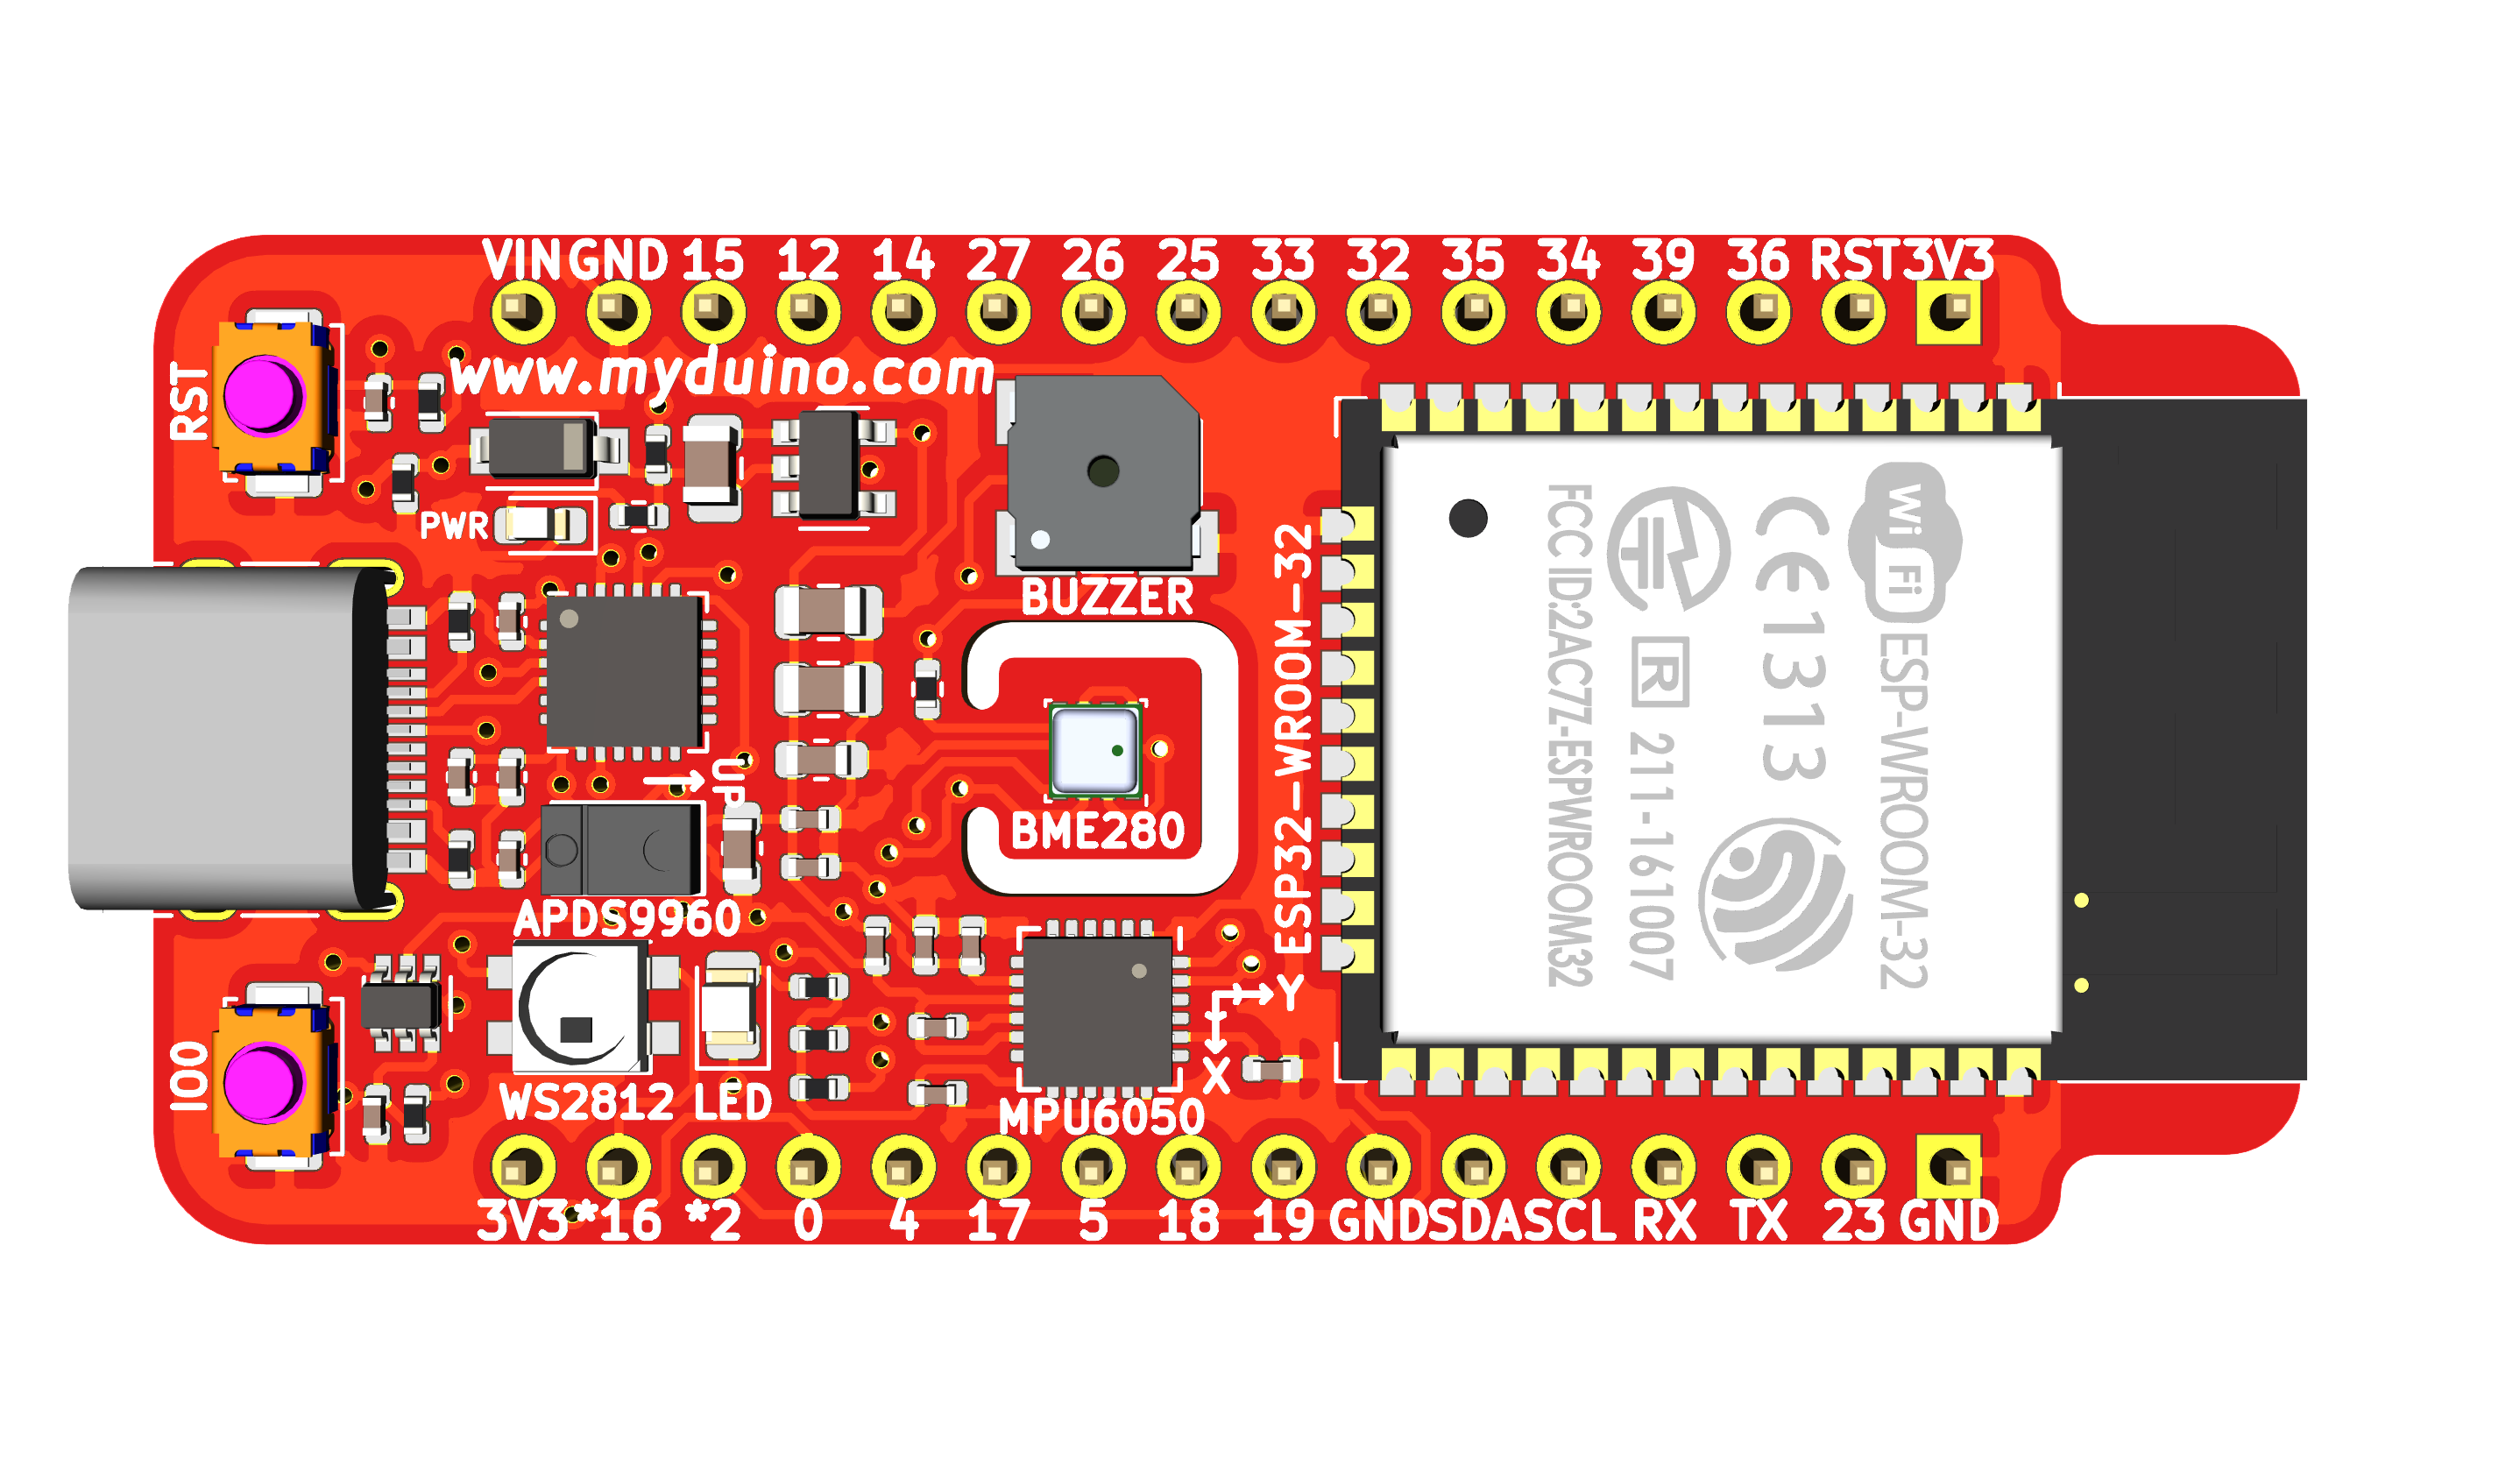 VIN GND 15 12 14 27 26 25 33 32 35 34 39 36 RST 3V3
www.myduino.com
RST
PWR
BUZZER
ESP32-WROOM-32
UP
BME280
APDS9960
Y
X
IO0
WS2812 LED
MPU6050
3V3 *16 *2 0 4 17 5 18 19 GND SDA SCL RX TX 23 GND
Wi Fi
ESP-WROOM-32
CE1313
R 211-161007
FCC ID:2AC7Z-ESPWROOM32